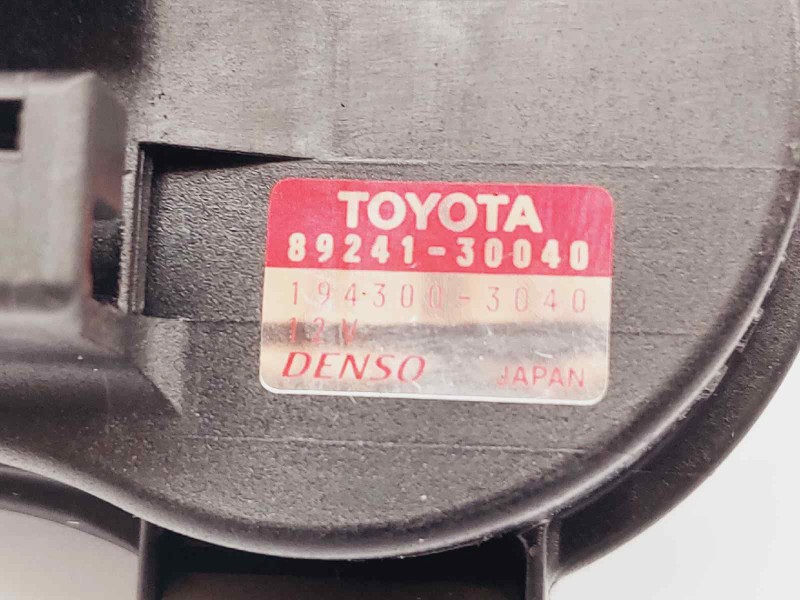 TOYOTA
89241-30040
194300-3040
12V
DENSO JAPAN